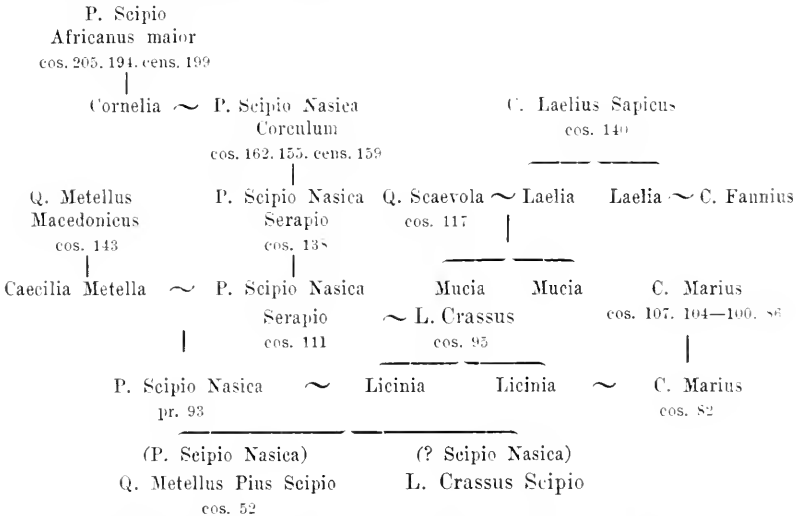 P. Scipio
Africanus maior
cos. 205. 194. cens. 199
Cornelia ~ P. Scipio Nasica
Corculum
cos. 162. 155. cens. 159
C. Laelius Sapicus
cos. 140
Q. Metellus
Macedonicus
cos. 143
P. Scipio Nasica
Serapio
cos. 138
Q. Scaevola ~ Laelia
cos. 117
Laelia ~ C. Fannius
Caecilia Metella ~ P. Scipio Nasica
Serapio
cos. 111
Mucia
~ L. Crassus
cos. 95
Mucia
C. Marius
cos. 107. 104—100. 86
P. Scipio Nasica ~ Licinia
pr. 93
Licinia ~ C. Marius
cos. 82
(P. Scipio Nasica)
Q. Metellus Pius Scipio
cos. 52
(? Scipio Nasica)
L. Crassus Scipio